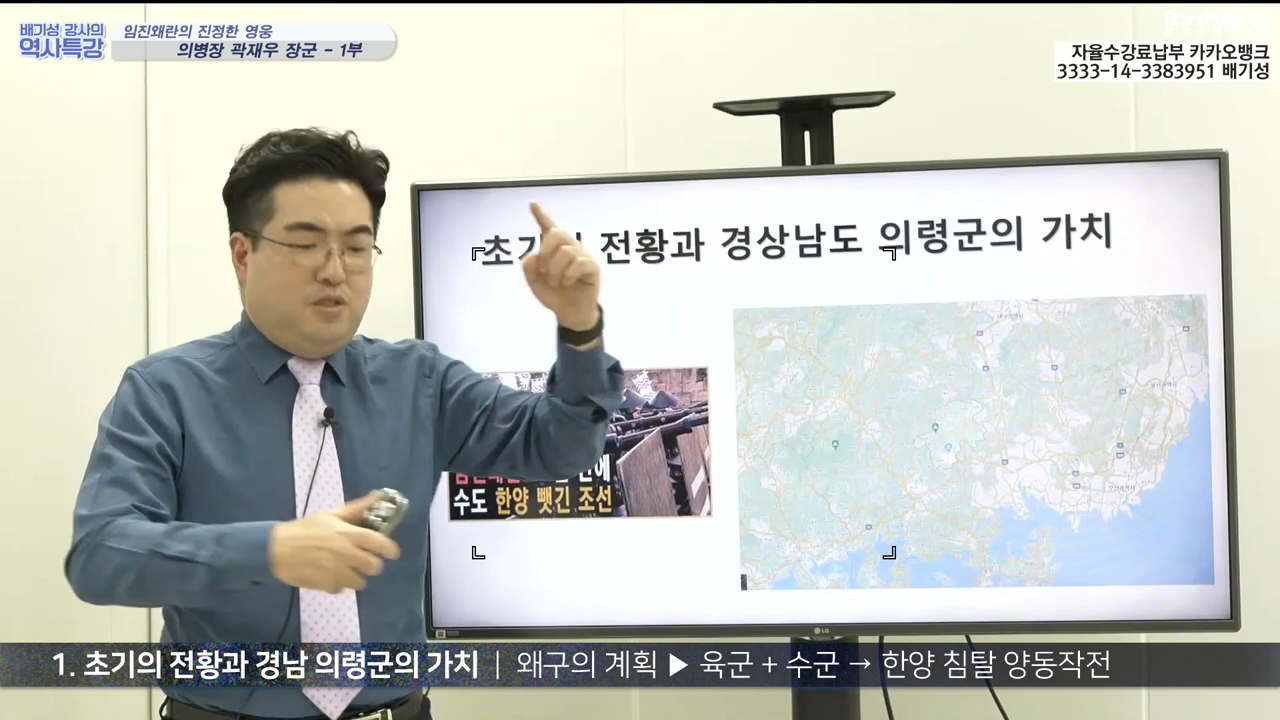 배기성 강사의
역사특강
임진왜란의 진정한 영웅
의병장 곽재우 장군 - 1부
자율수강료납부 카카오뱅크
3333-14-3383951 배기성
전황과 경상남도 의령군의 가치
수도 한양 뺏긴 조선
LG
1. 초기의 전황과 경남 의령군의 가치 | 왜구의 계획 ▶ 육군 + 수군 → 한양 침탈 양동작전